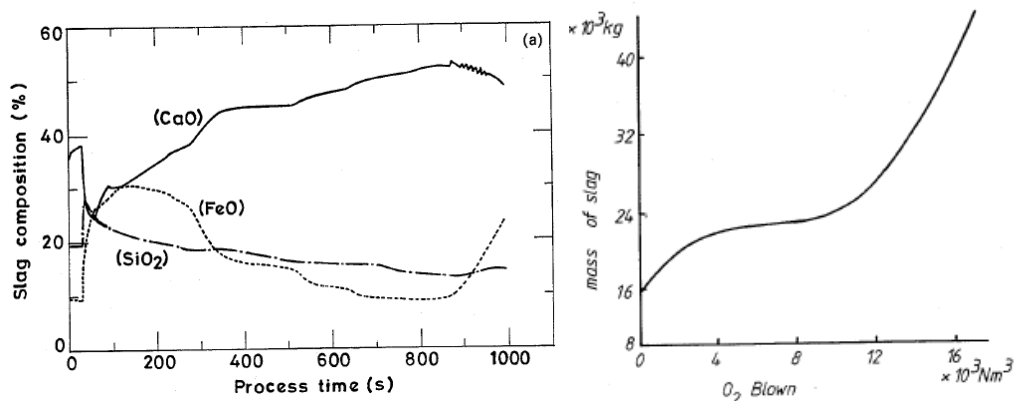 (a)
60
40
20
0
Slag composition (%)
(CaO)
(FeO)
(SiO2)
0 200 400 600 800 1000
Process time (s)
× 10³kg
40
32
24
16
8
mass of slag
0 4 8 12 16
× 10³Nm³
O2 Blown